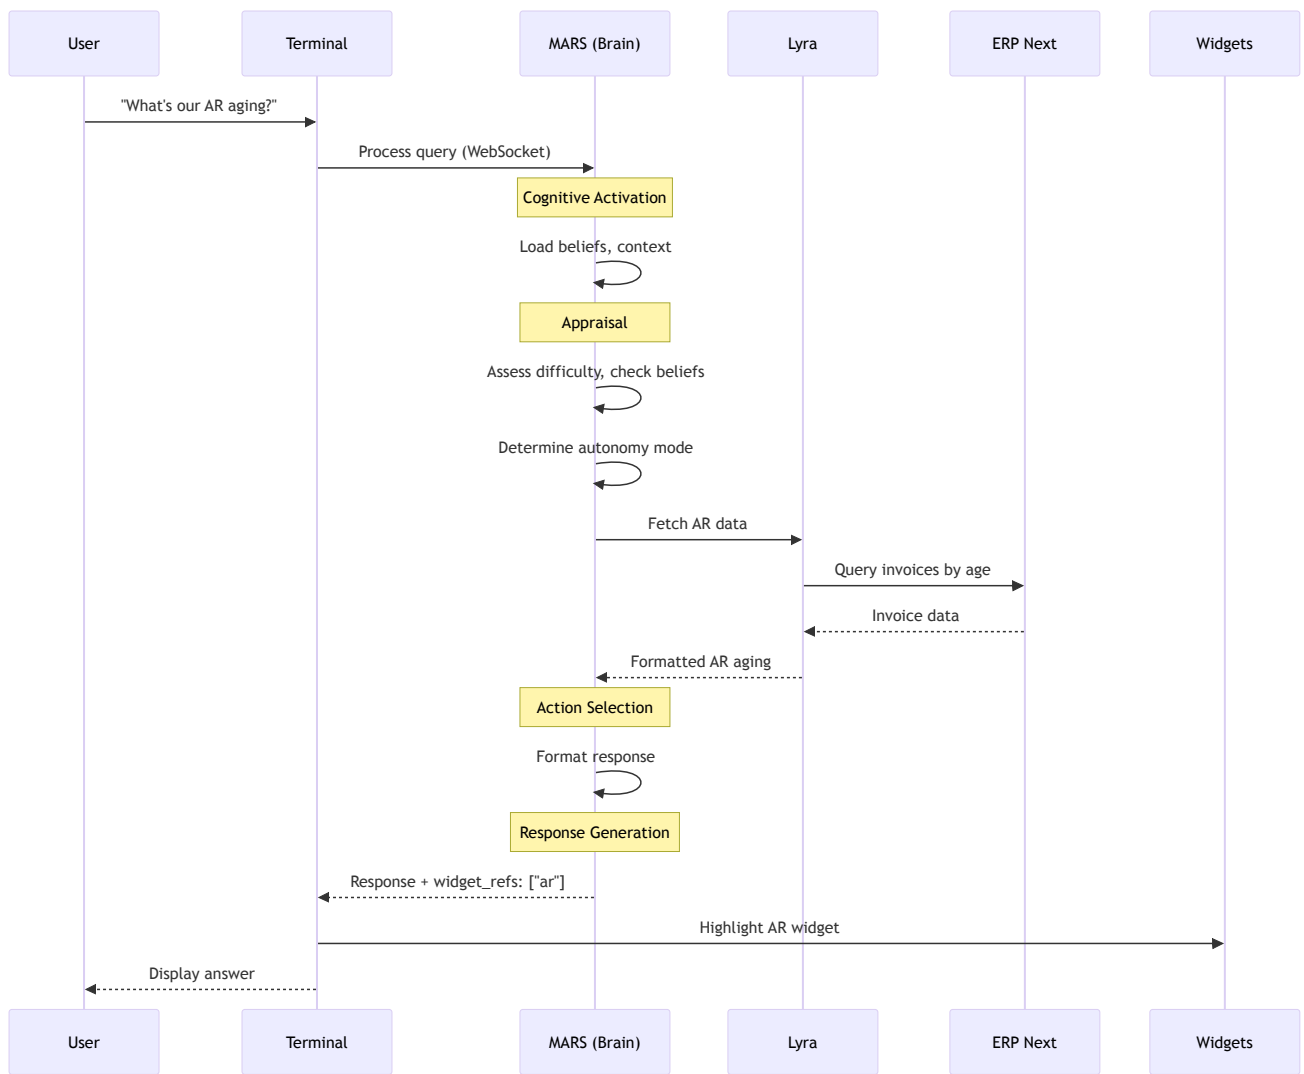 User
Terminal
MARS (Brain)
Lyra
ERP Next
Widgets
"What's our AR aging?"
Process query (WebSocket)
Cognitive Activation
Load beliefs, context
Appraisal
Assess difficulty, check beliefs
Determine autonomy mode
Fetch AR data
Query invoices by age
Invoice data
Formatted AR aging
Action Selection
Format response
Response Generation
Response + widget_refs: ["ar"]
Highlight AR widget
Display answer
User
Terminal
MARS (Brain)
Lyra
ERP Next
Widgets